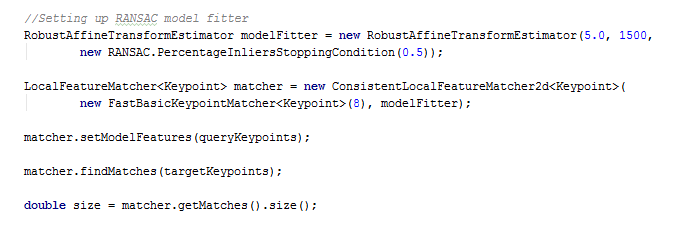 //Setting up RANSAC model fitter
RobustAffineTransformEstimator modelFitter = new RobustAffineTransformEstimator(5.0, 1500,
new RANSAC.PercentageInliersStoppingCondition(0.5));
LocalFeatureMatcher<Keypoint> matcher = new ConsistentLocalFeatureMatcher2d<Keypoint>(
new FastBasicKeypointMatcher<Keypoint>(8), modelFitter);
matcher.setModelFeatures(queryKeypoints);
matcher.findMatches(targetKeypoints);
double size = matcher.getMatches().size();